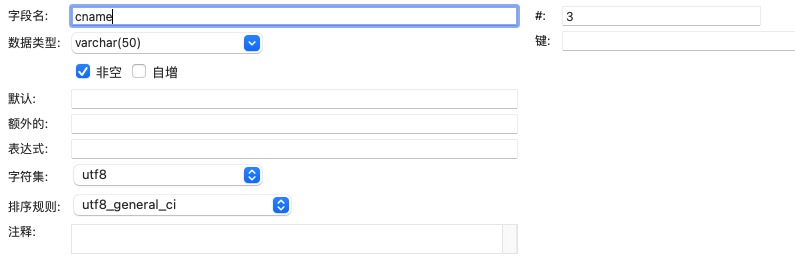 字段名: cname #: 3
数据类型: varchar(50) 键:
非空 自增
默认:
额外的:
表达式:
字符集: utf8
排序规则: utf8_general_ci
注释: